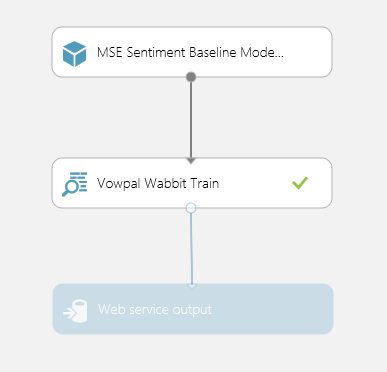 MSE Sentiment Baseline Mode...
Vowpal Wabbit Train
Web service output